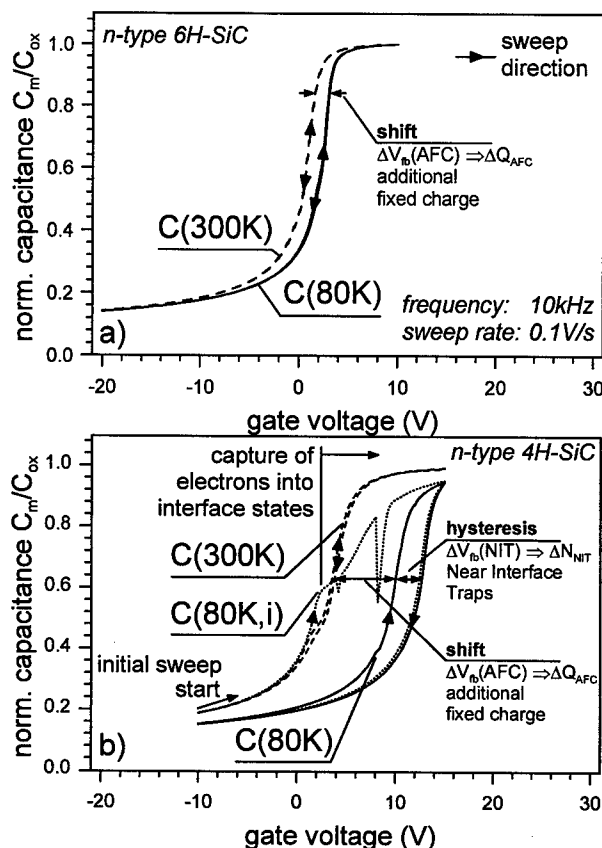 a)
n-type 6H-SiC
sweep
direction
shift
ΔV_fb(AFC) ⇒ ΔQ_AFC
additional
fixed charge
C(300K)
C(80K)
frequency: 10kHz
sweep rate: 0.1V/s
norm. capacitance C_m/C_ox
1.0
0.8
0.6
0.4
0.2
0.0
-20
-10
0
10
20
gate voltage (V)
b)
n-type 4H-SiC
capture of
electrons into
interface states
C(300K)
C(80K,i)
initial sweep
start
C(80K)
hysteresis
ΔV_fb(NIT) ⇒ ΔN_NIT
Near Interface
Traps
shift
ΔV_fb(AFC) ⇒ ΔQ_AFC
additional
fixed charge
norm. capacitance C_m/C_ox
1.0
0.8
0.6
0.4
0.2
0.0
-20
-10
0
10
20
gate voltage (V)